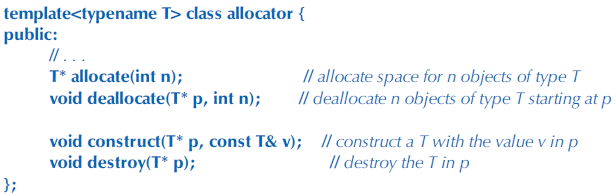 template<typename T> class allocator {
public:
// . . .
T* allocate(int n); // allocate space for n objects of type T
void deallocate(T* p, int n); // deallocate n objects of type T starting at p
void construct(T* p, const T& v); // construct a T with the value v in p
void destroy(T* p); // destroy the T in p
};